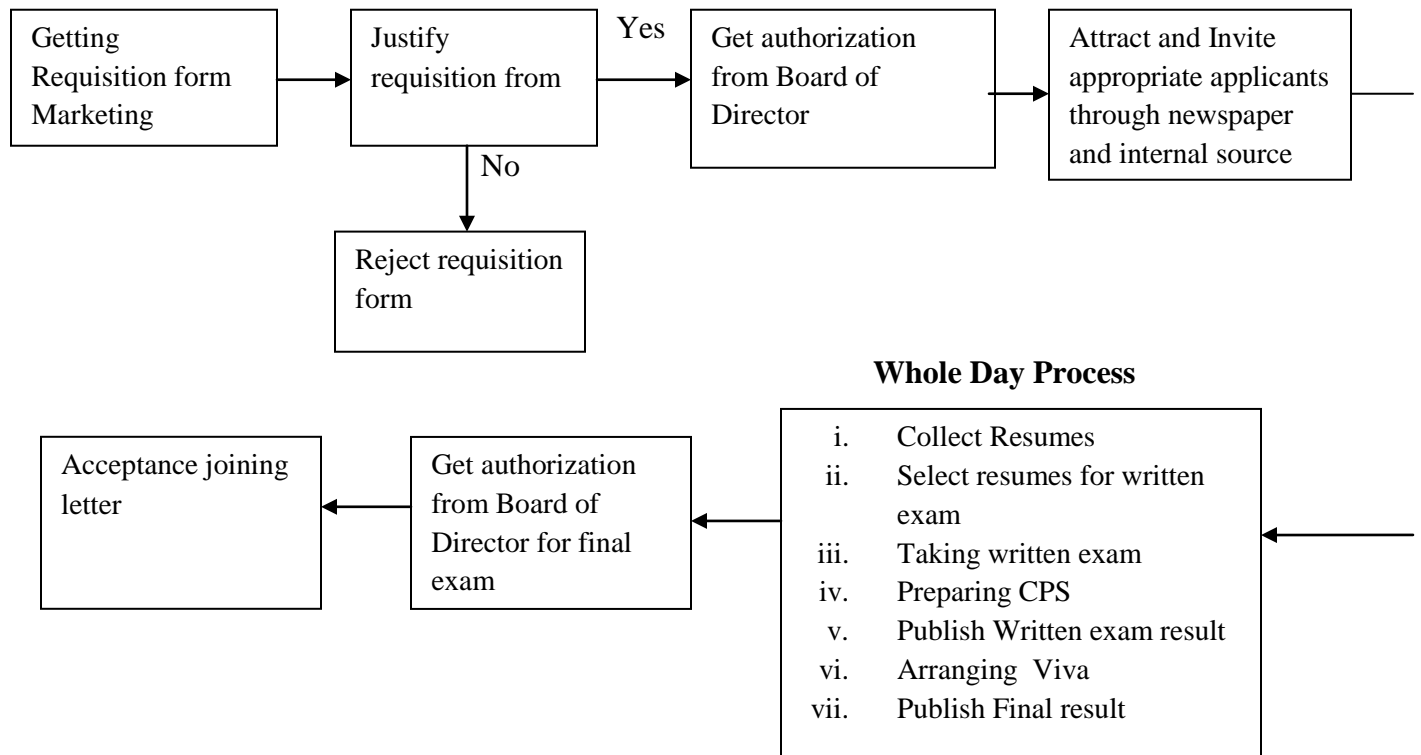 Getting
Requisition form
Marketing
Justify
requisition from
Yes
Get authorization
from Board of
Director
Attract and Invite
appropriate applicants
through newspaper
and internal source
No
Reject requisition
form
Whole Day Process
i. Collect Resumes
ii. Select resumes for written
exam
iii. Taking written exam
iv. Preparing CPS
v. Publish Written exam result
vi. Arranging Viva
vii. Publish Final result
Get authorization
from Board of
Director for final
exam
Acceptance joining
letter